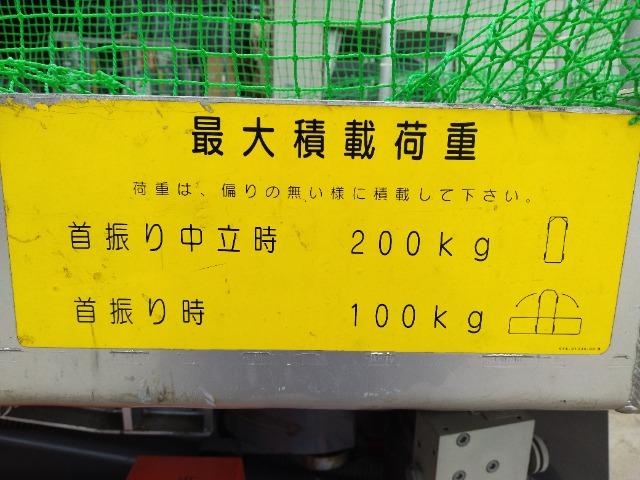 最大積載荷重
荷重は、偏りの無い様に積載して下さい。
首振り中立時 200kg
首振り時 100kg